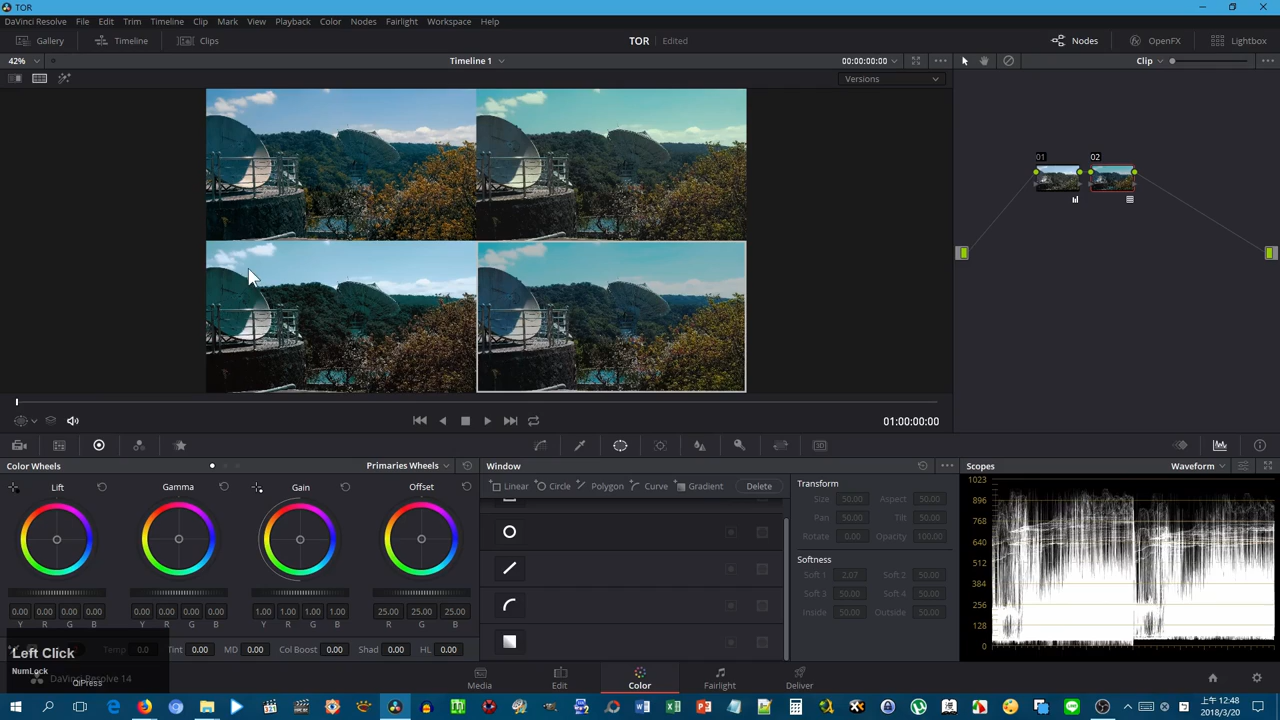 TOR
DaVinci Resolve File Edit Trim Timeline Clip Mark View Playback Color Nodes Fairlight Workspace Help
Gallery Timeline Clips TOR Edited Nodes OpenFX Lightbox
42% Timeline 1 00:00:00:00 Clip
Versions
01 02
01:00:00:00
Color Wheels Primaries Wheels Window Scopes Waveform
Lift Gamma Gain Offset
Linear Circle Polygon Curve Gradient Delete
Transform
Size 50.00 Aspect 50.00
Pan 50.00 Tilt 50.00
Rotate 0.00 Opacity 100.00
Softness
Soft 1 2.07 Soft 2 50.00
Soft 3 50.00 Soft 4 50.00
Inside 50.00 Outside 50.00
1023
896
768
640
512
384
256
128
0
0.00 0.00 0.00 0.00 0.00 0.00 0.00 0.00 1.00 1.00 1.00 1.00 25.00 25.00 25.00
Y R G B Y R G B Y R G B R G B
Temp 0.0 Tint 0.00 MD 0.00 Col Boost 0.00 Shad 0.00 HL 0.00
Left Click
NumLock
DaVinci Resolve 14
QiPress
Media Edit Color Fairlight Deliver
上午 12:48
2018/3/20